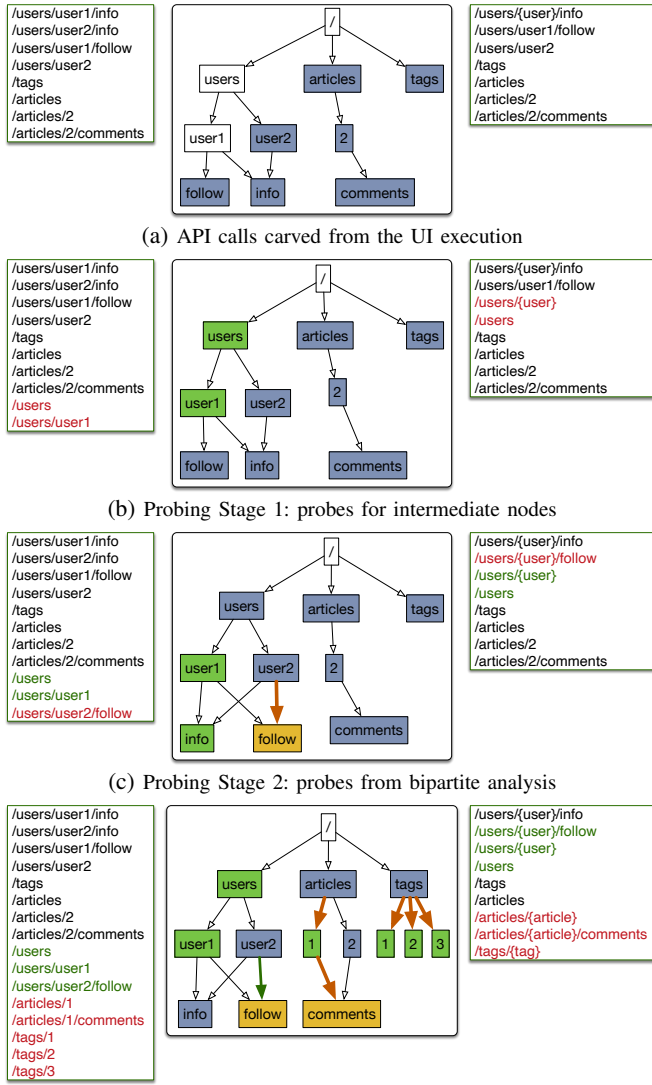 /users/user1/info
/users/user2/info
/users/user1/follow
/users/user2
/tags
/articles
/articles/2
/articles/2/comments
/
users
articles
tags
user1
user2
2
follow
info
comments
/users/{user}/info
/users/user1/follow
/users/user2
/tags
/articles
/articles/2
/articles/2/comments
(a) API calls carved from the UI execution
/users/user1/info
/users/user2/info
/users/user1/follow
/users/user2
/tags
/articles
/articles/2
/articles/2/comments
/users
/users/user1
/
users
articles
tags
user1
user2
2
follow
info
comments
/users/{user}/info
/users/user1/follow
/users/{user}
/users
/tags
/articles
/articles/2
/articles/2/comments
(b) Probing Stage 1: probes for intermediate nodes
/users/user1/info
/users/user2/info
/users/user1/follow
/users/user2
/tags
/articles
/articles/2
/articles/2/comments
/users
/users/user1
/users/user2/follow
/
users
articles
tags
user1
user2
2
info
follow
comments
/users/{user}/info
/users/{user}/follow
/users/{user}
/users
/tags
/articles
/articles/2
/articles/2/comments
(c) Probing Stage 2: probes from bipartite analysis
/users/user1/info
/users/user2/info
/users/user1/follow
/users/user2
/tags
/articles
/articles/2
/articles/2/comments
/users
/users/user1
/users/user2/follow
/articles/1
/articles/1/comments
/tags/1
/tags/2
/tags/3
/
users
articles
tags
user1
user2
1
2
1
2
3
info
follow
comments
/users/{user}/info
/users/{user}/follow
/users/{user}
/users
/tags
/articles
/articles/{article}
/articles/{article}/comments
/tags/{tag}